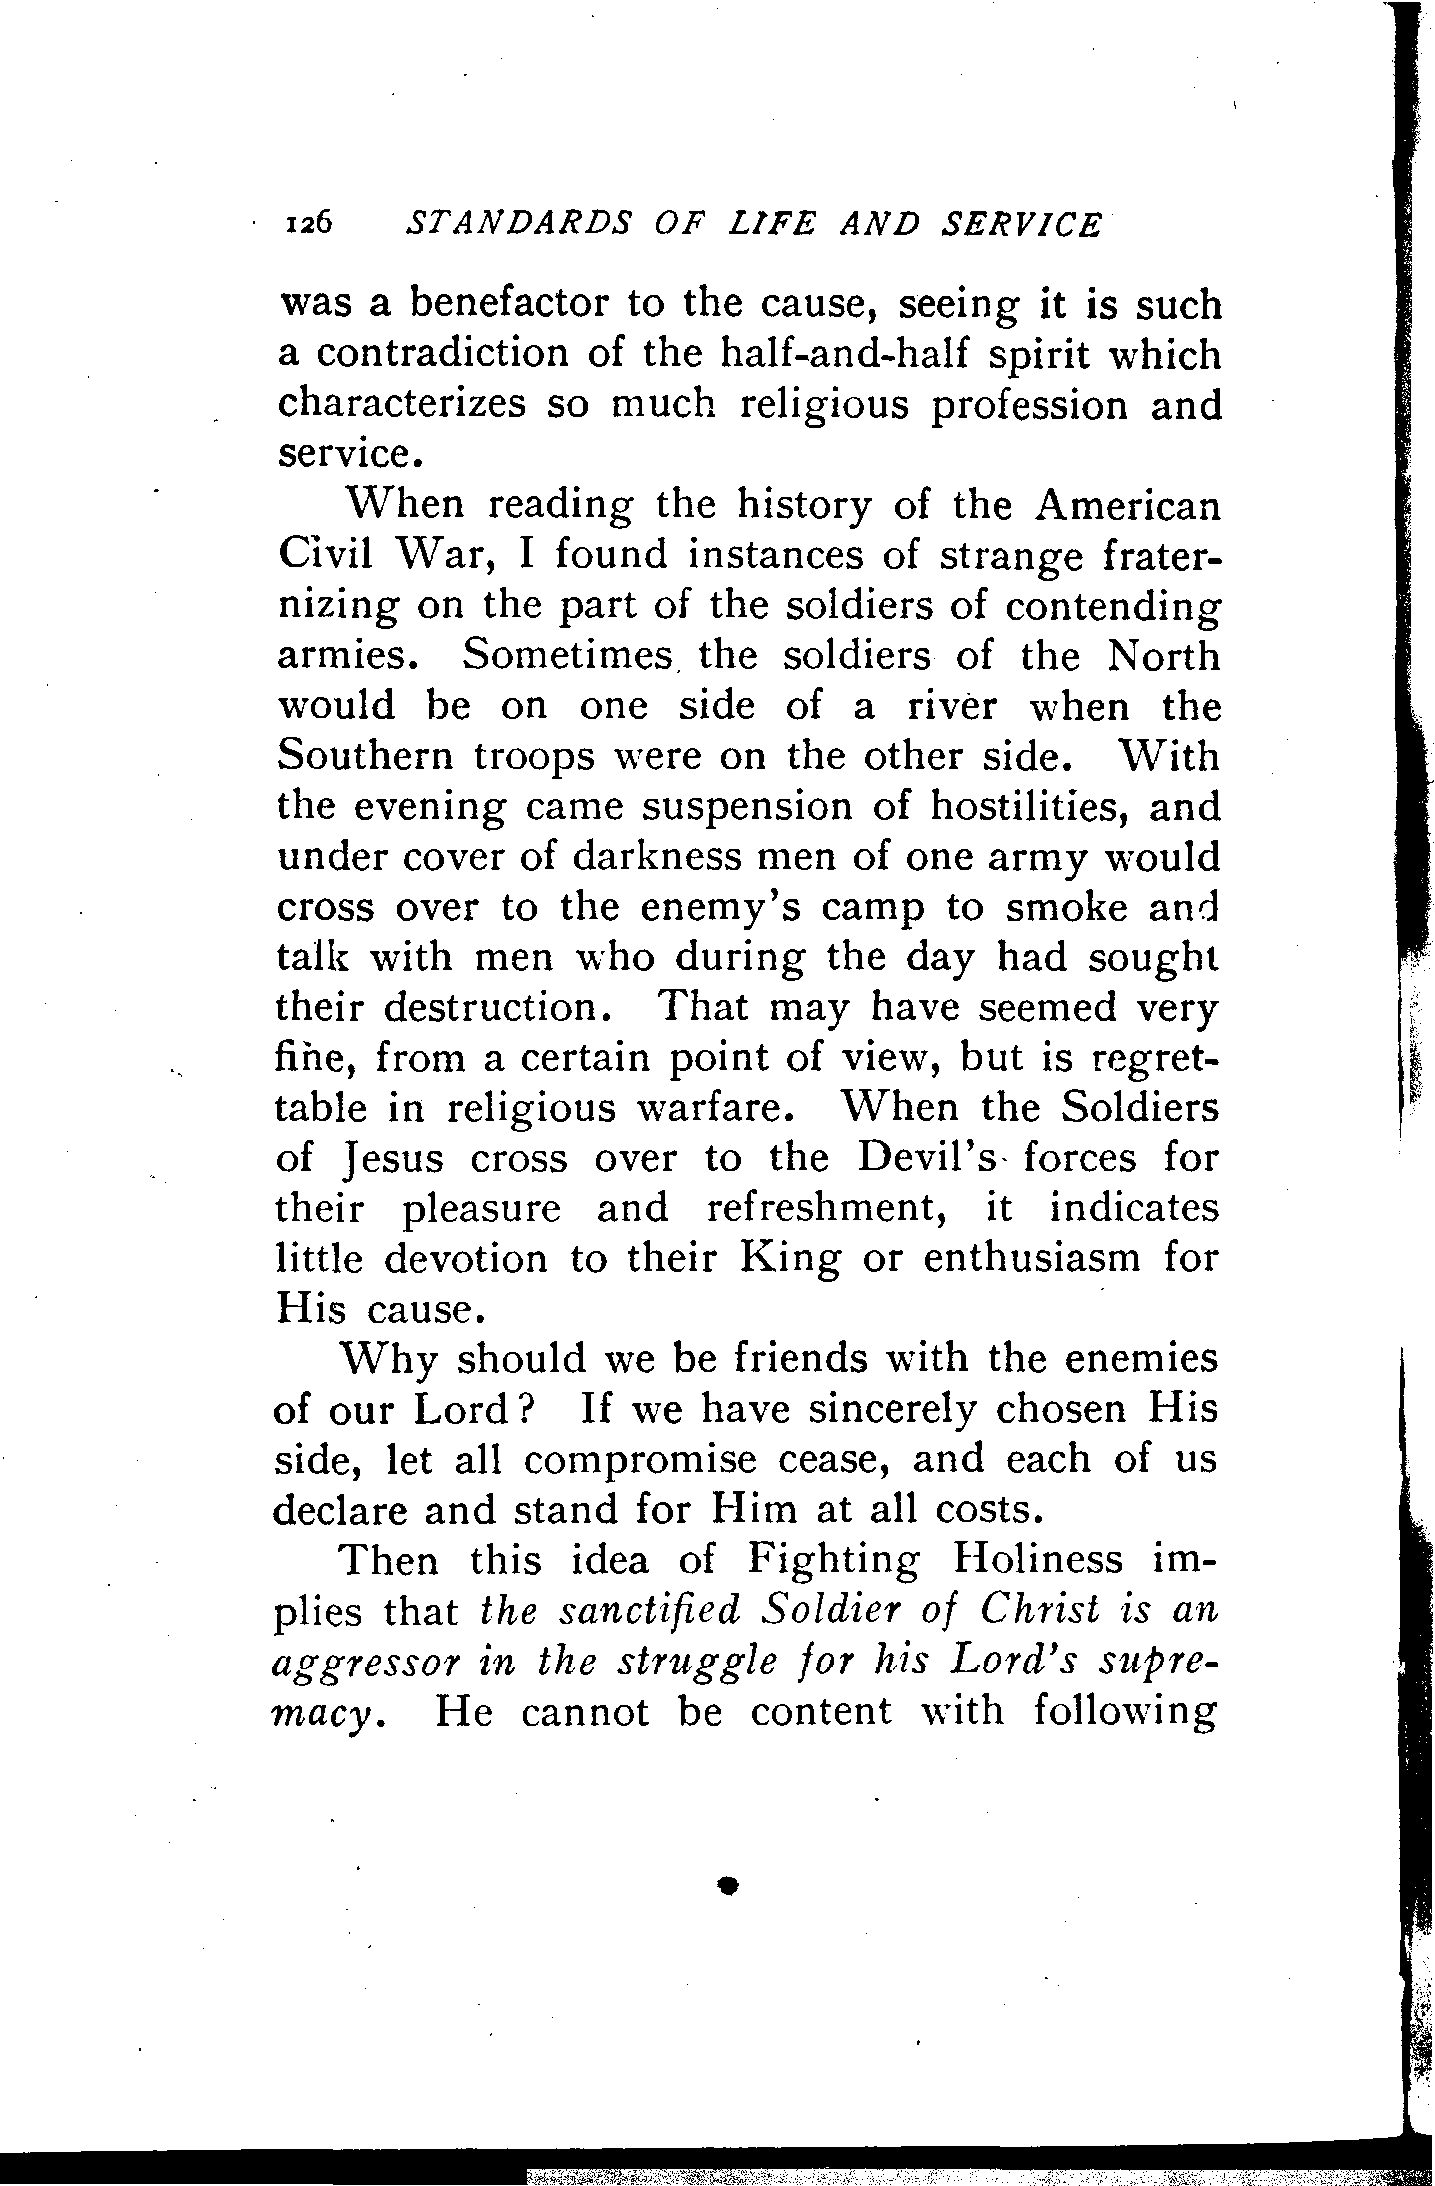 126 STANDARDS OF LIFE AND SERVICE
was a benefactor to the cause, seeing it is such
a contradiction of the half-and-half spirit which
characterizes so much religious profession and
service.
When reading the history of the American
Civil War, I found instances of strange frater-
nizing on the part of the soldiers of contending
armies. Sometimes the soldiers of the North
would be on one side of a river when the
Southern troops were on the other side. With
the evening came suspension of hostilities, and
under cover of darkness men of one army would
cross over to the enemy's camp to smoke and
talk with men who during the day had sought
their destruction. That may have seemed very
fine, from a certain point of view, but is regret-
table in religious warfare. When the Soldiers
of Jesus cross over to the Devil's forces for
their pleasure and refreshment, it indicates
little devotion to their King or enthusiasm for
His cause.
Why should we be friends with the enemies
of our Lord? If we have sincerely chosen His
side, let all compromise cease, and each of us
declare and stand for Him at all costs.
Then this idea of Fighting Holiness im-
plies that the sanctified Soldier of Christ is an
aggressor in the struggle for his Lord's supre-
macy. He cannot be content with following